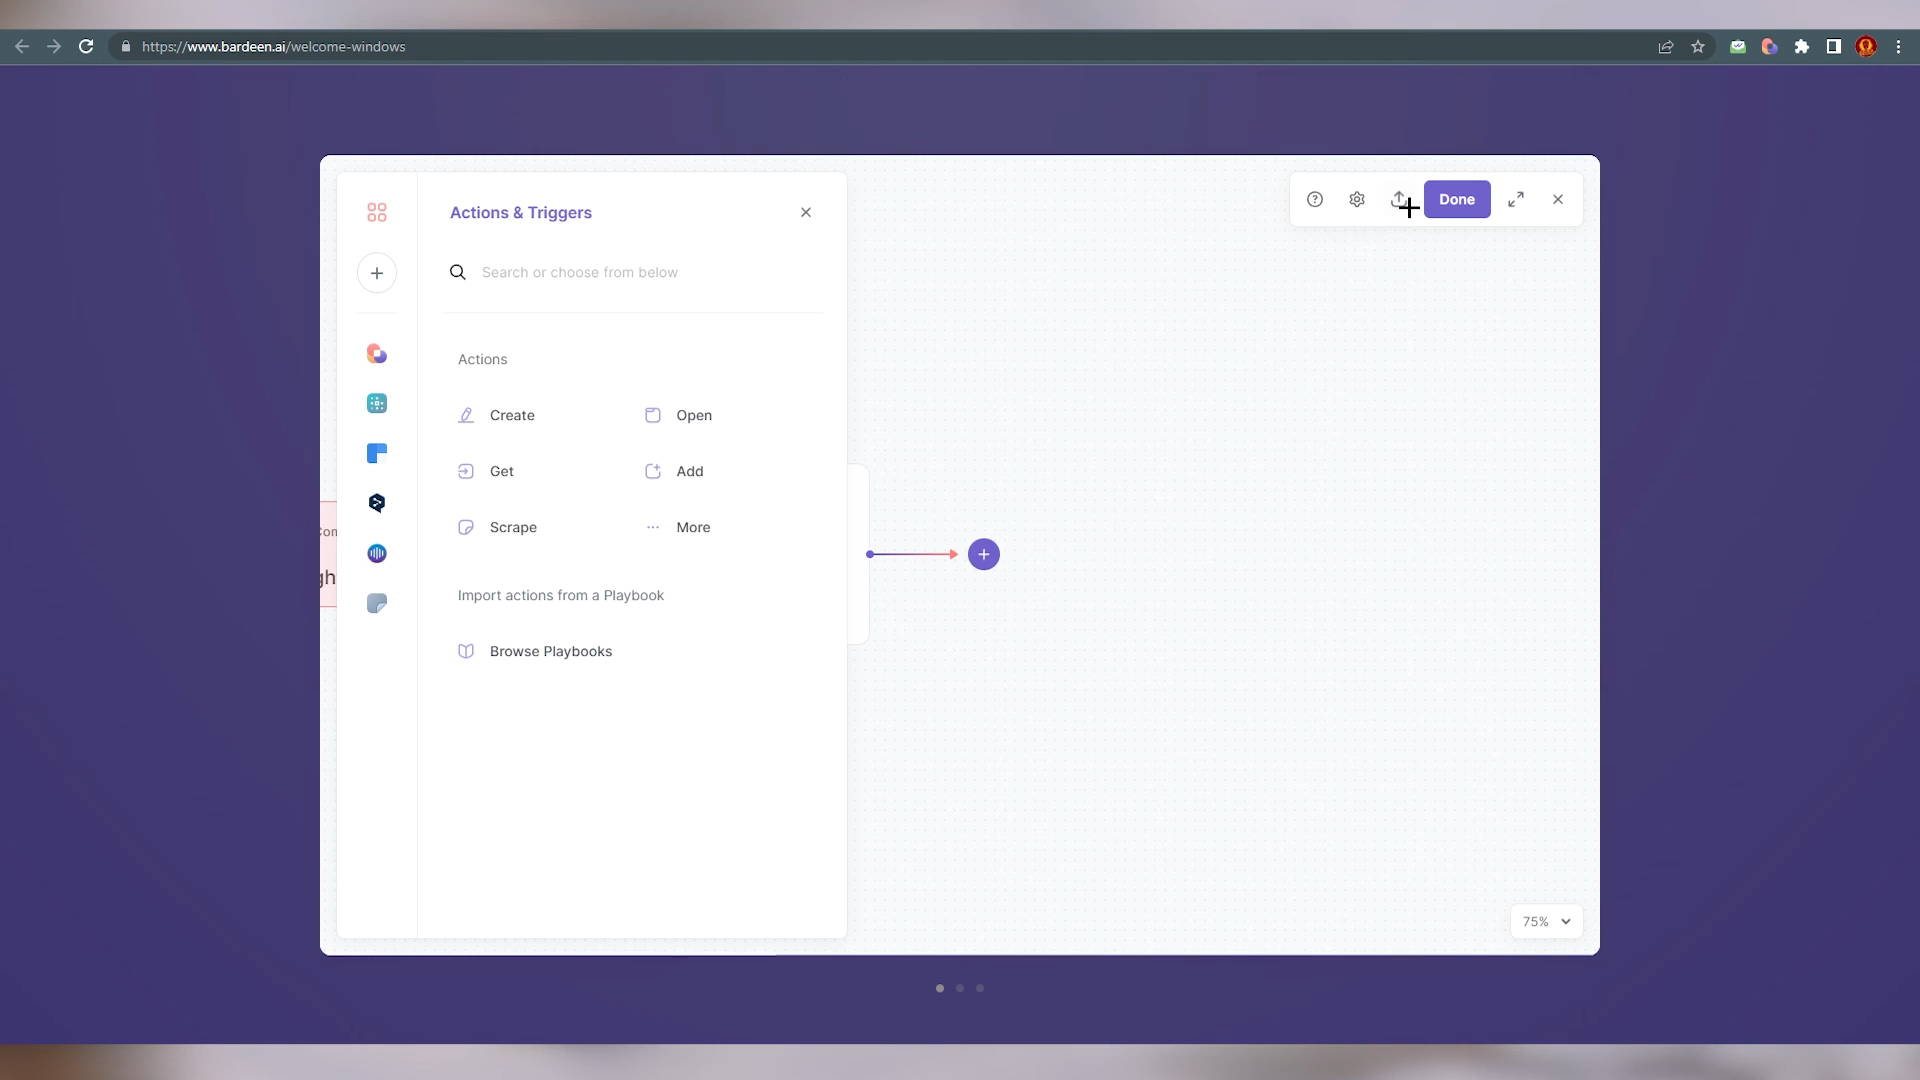 https://www.bardeen.ai/welcome-windows
Actions & Triggers
Done
Search or choose from below
Actions
Create
Open
Get
Add
Scrape
More
Import actions from a Playbook
Browse Playbooks
75%